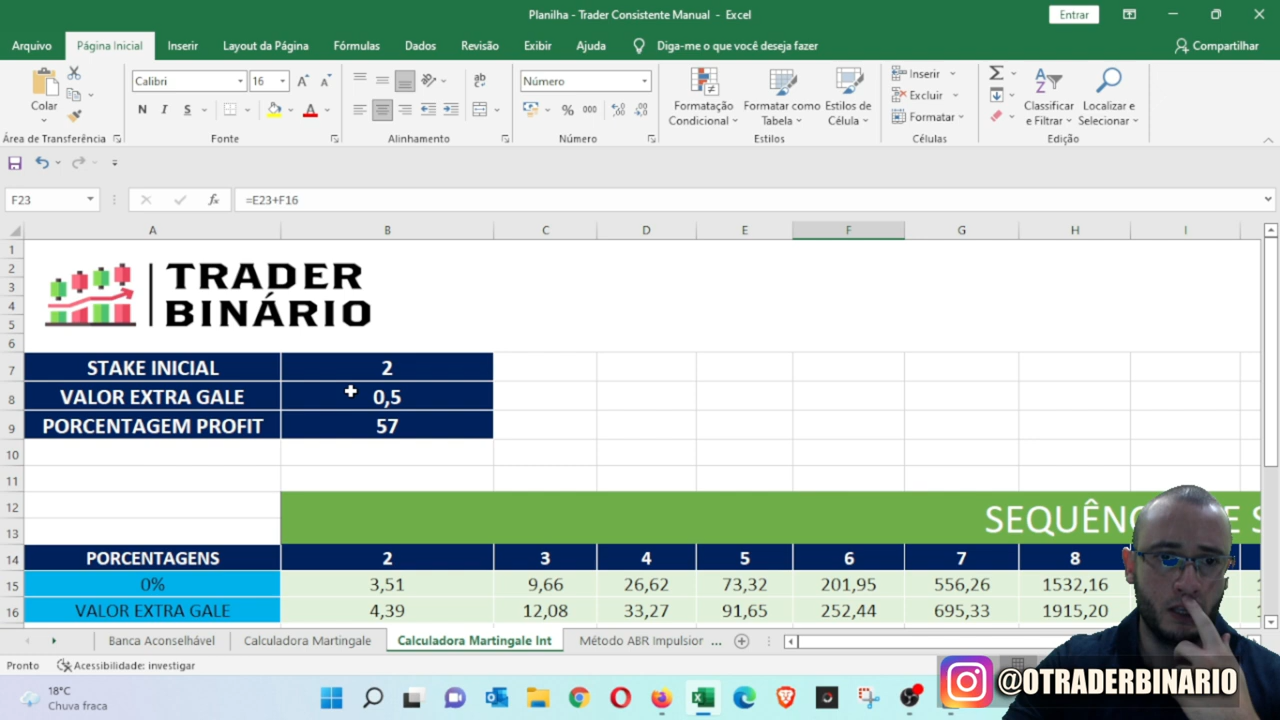 Planilha - Trader Consistente Manual - Excel
Entrar
Arquivo Página Inicial Inserir Layout da Página Fórmulas Dados Revisão Exibir Ajuda Diga-me o que você deseja fazer Compartilhar
Colar
Calibri 16
N I S
Número
% 000
Formatação Condicional
Formatar como Tabela
Estilos de Célula
Inserir
Excluir
Formatar
Classificar e Filtrar
Localizar e Selecionar
Área de Transferência Fonte Alinhamento Número Estilos Células Edição
F23 fx =E23+F16
A B C D E F G H I
1
2
3
4
5
6
TRADER
BINÁRIO
7 STAKE INICIAL 2
8 VALOR EXTRA GALE 0,5
9 PORCENTAGEM PROFIT 57
10
11
12
13
SEQUÊNC E S
14 PORCENTAGENS 2 3 4 5 6 7 8
15 0% 3,51 9,66 26,62 73,32 201,95 556,26 1532,16
16 VALOR EXTRA GALE 4,39 12,08 33,27 91,65 252,44 695,33 1915,20
Banca Aconselhável Calculadora Martingale Calculadora Martingale Int Método ABR Impulsior ...
Pronto Acessibilidade: investigar
18°C
Chuva fraca
@OTRADERBINARIO